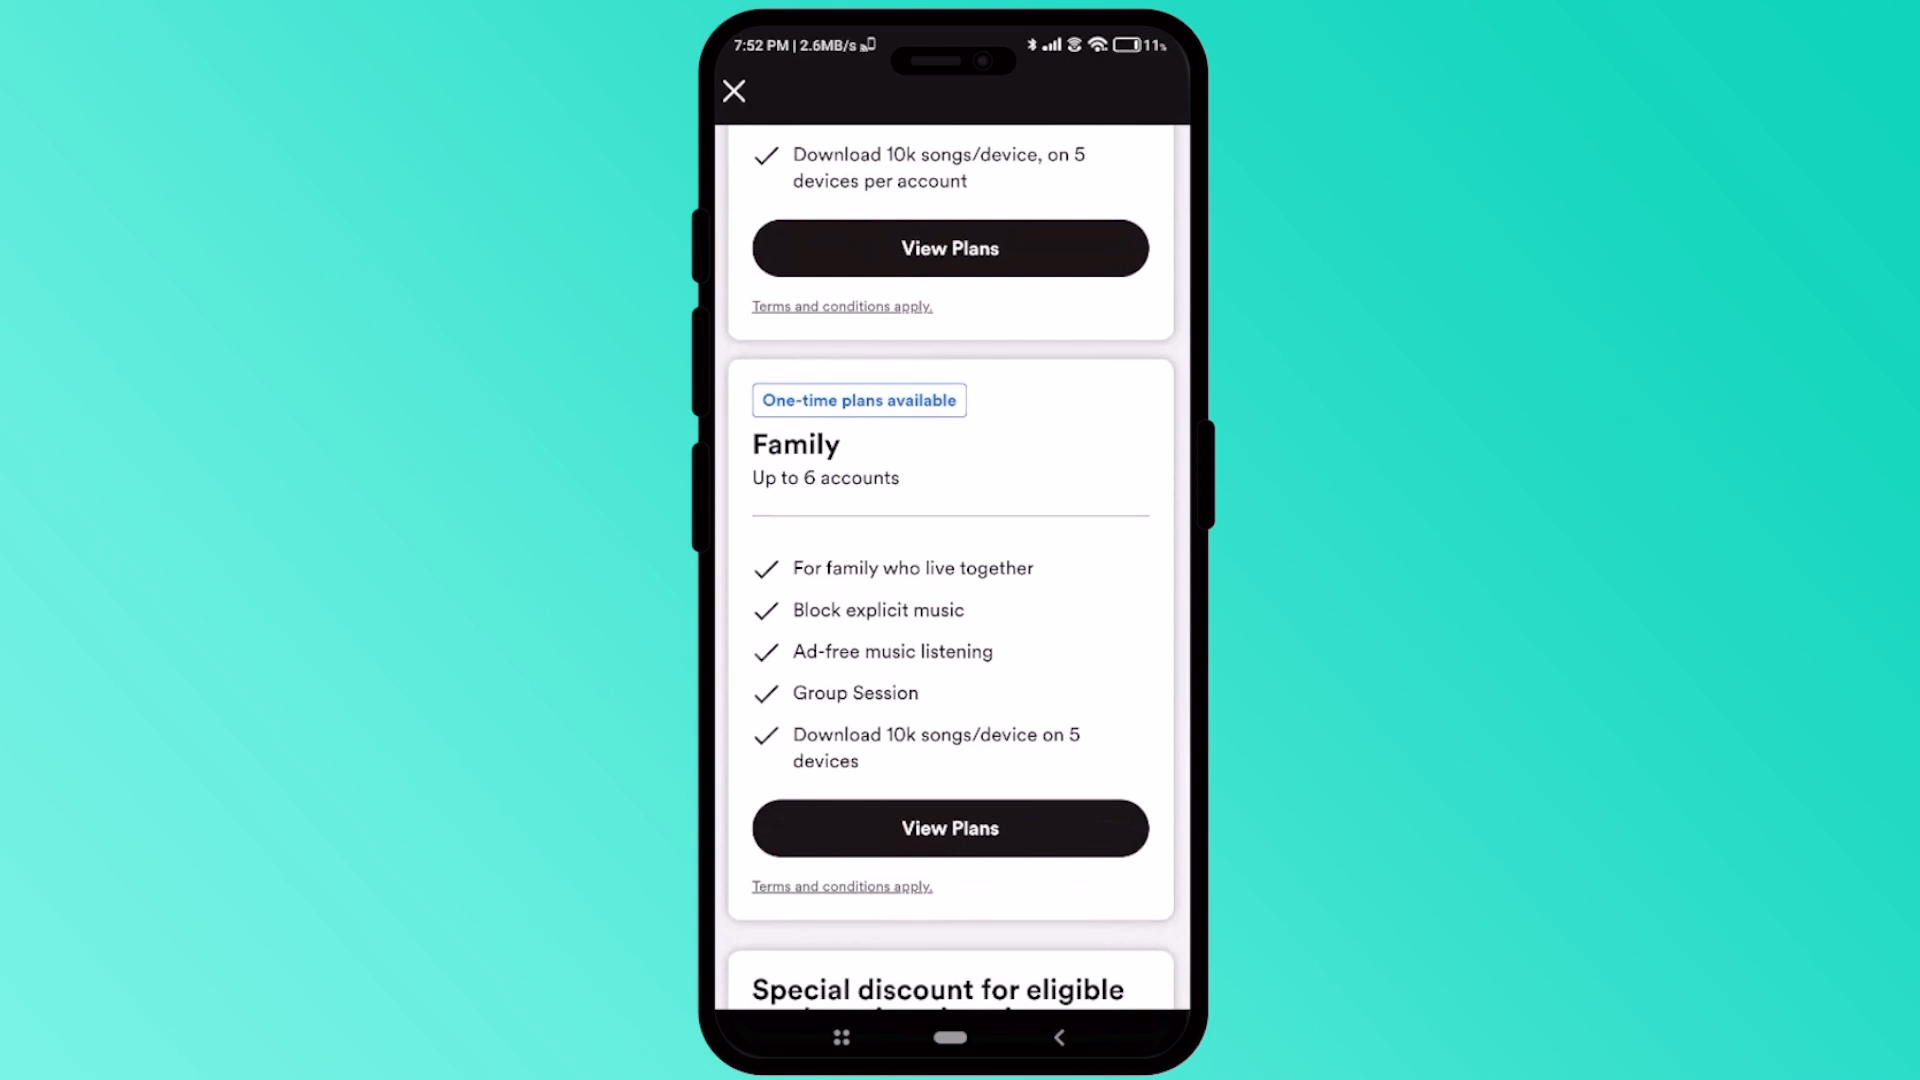 7:52 PM | 2.6MB/s
11%
Download 10k songs/device, on 5
devices per account
View Plans
Terms and conditions apply.
One-time plans available
Family
Up to 6 accounts
For family who live together
Block explicit music
Ad-free music listening
Group Session
Download 10k songs/device on 5
devices
View Plans
Terms and conditions apply.
Special discount for eligible